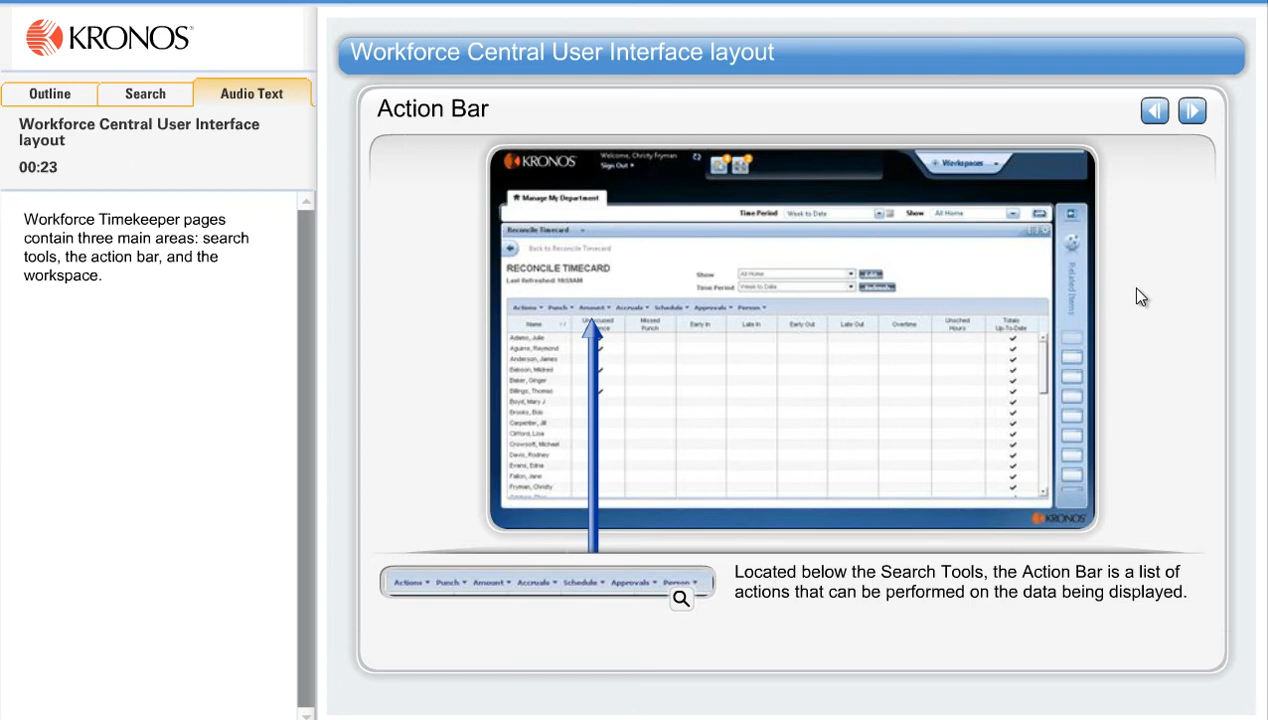 KRONOS
Outline
Search
Audio Text
Workforce Central User Interface
layout
00:23
Workforce Timekeeper pages
contain three main areas: search
tools, the action bar, and the
workspace.
Workforce Central User Interface layout
Action Bar
KRONOS
Welcome, Christy Fryman
Sign Out
Workspaces
Manage My Department
Time Period
Week to Date
Show
All Home
Reconcile Timecard
Back to Reconcile Timecard
RECONCILE TIMECARD
Last Refreshed: 10:59AM
Show
All Home
Edit
Time Period
Week to Date
Refresh
Related Items
Actions Punch Amount Accruals Schedule Approvals Person
Name
Missed
Punch
Early In
Late In
Early Out
Late Out
Overtime
Unsched
Hours
Totals
Up-To-Date
Adams, Julie
Aguirre, Raymond
Anderson, James
Babson, Mildred
Baker, Ginger
Billings, Thomas
Boyd, Mary J
Brooks, Bob
Carpenter, Jill
Clifford, Lisa
Crowsoft, Michael
Davis, Rodney
Evans, Edna
Fallon, Jane
Fryman, Christy
KRONOS
Actions Punch Amount Accruals Schedule Approvals Person
Located below the Search Tools, the Action Bar is a list of
actions that can be performed on the data being displayed.